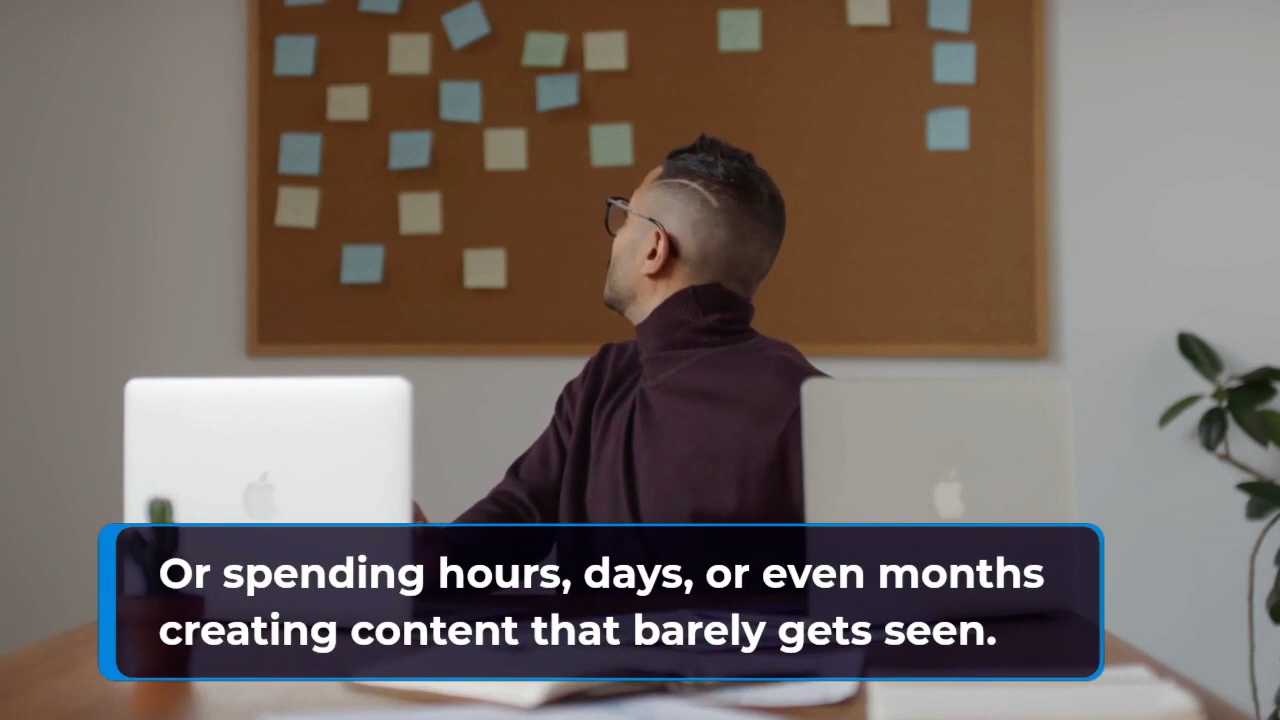 Or spending hours, days, or even months
creating content that barely gets seen.